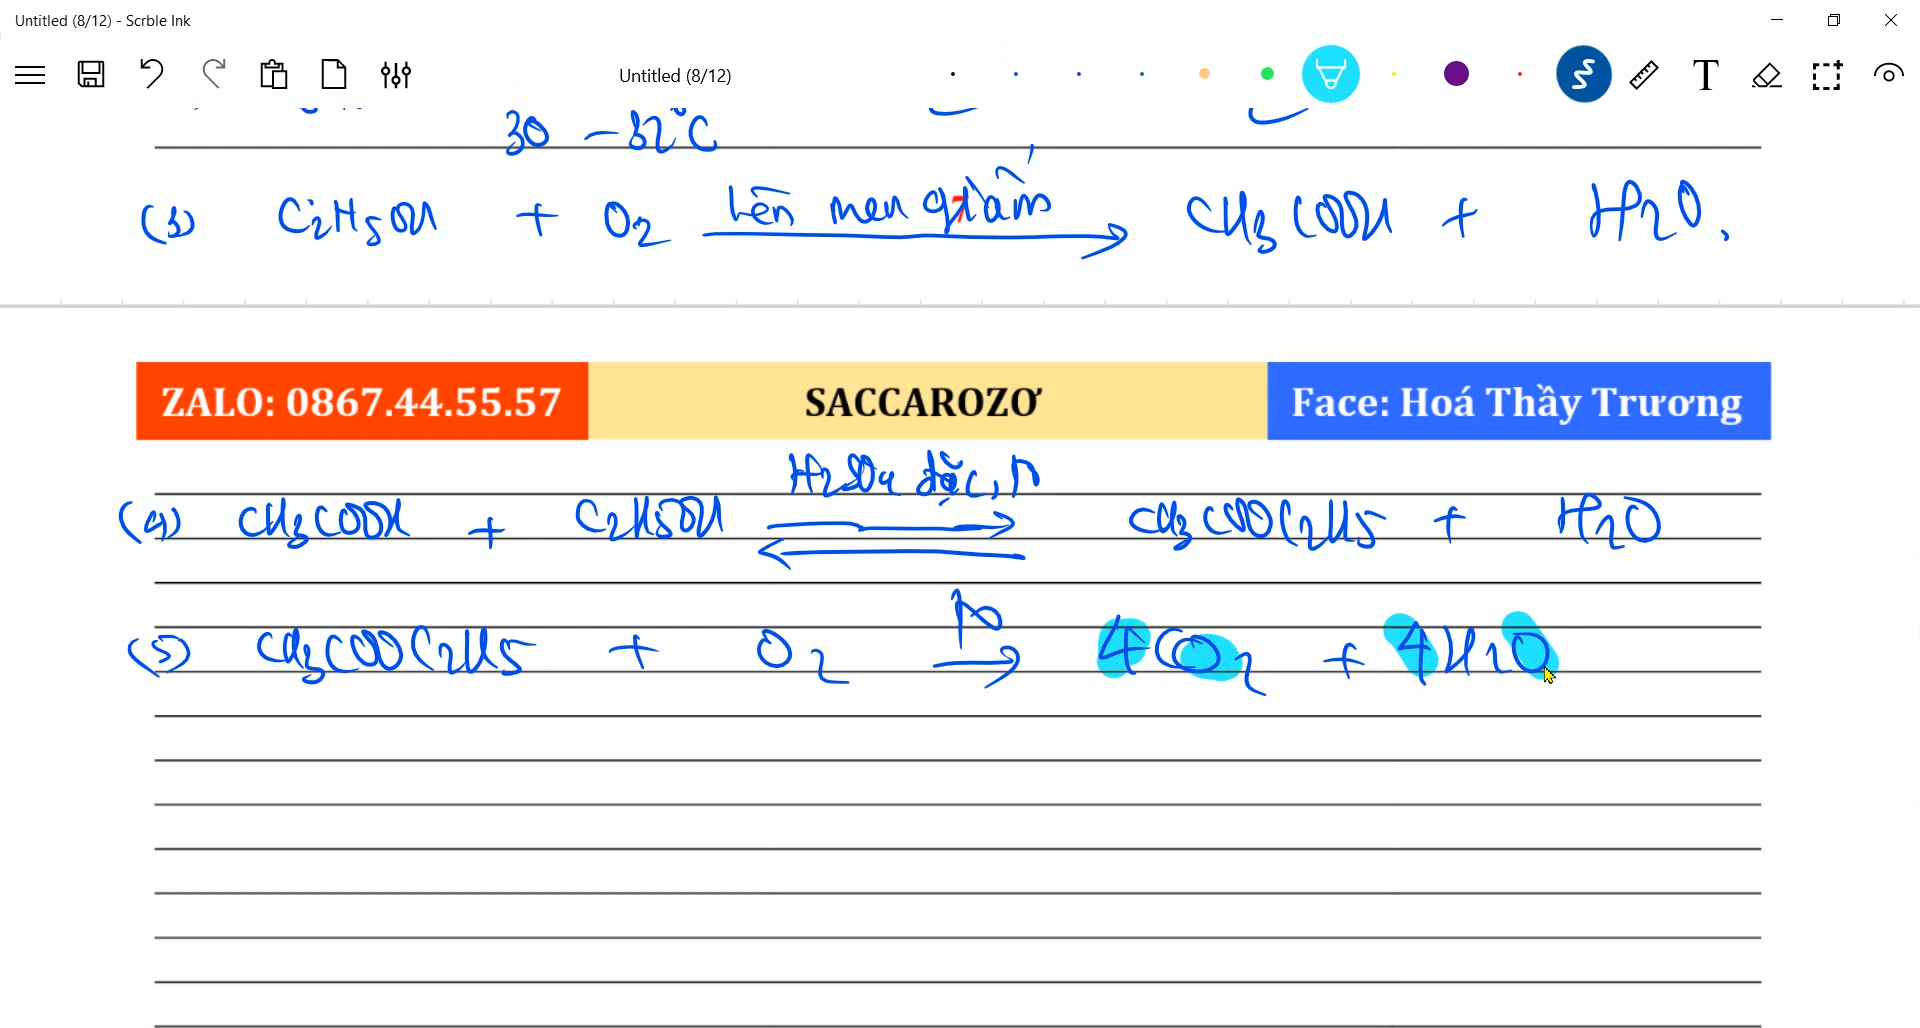 Untitled (8/12) - Scrble Ink
Untitled (8/12)
T
30 - 32°C
(3) C2H5OH + O2 lên men giấm CH3COOH + H2O.
ZALO: 0867.44.55.57 SACCAROZƠ Face: Hoá Thầy Trương
H2SO4 đặc, t°
(4) CH3COOH + C2H5OH ⇌ CH3COOC2H5 + H2O
t°
(5) CH3COOC2H5 + O2 → 4CO2 + 4H2O